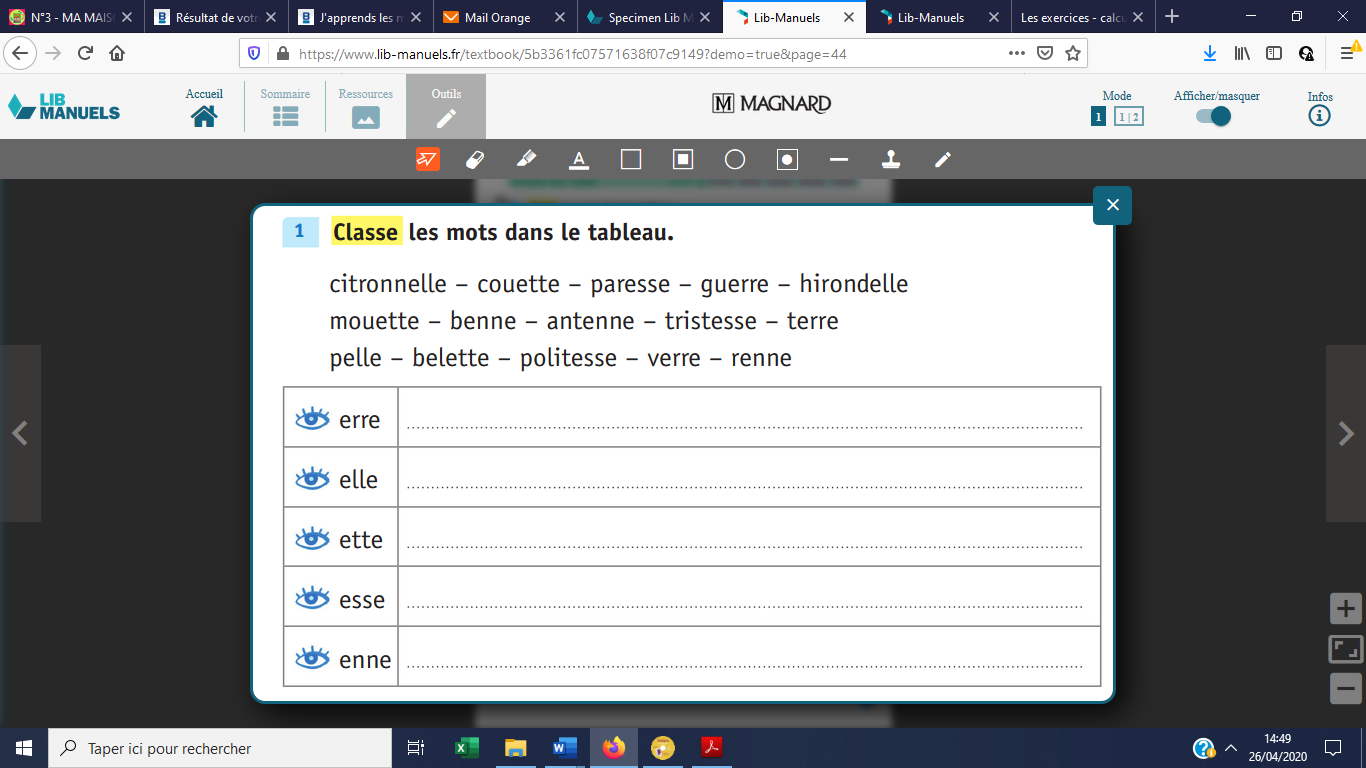 N°3 - MA MAIS
Résultat de vot
J'apprends les m
Mail Orange
Specimen Lib M
Lib-Manuels
Lib-Manuels
Les exercices - calcu
https://www.lib-manuels.fr/textbook/5b3361fc07571638f07c9149?demo=true&page=44
LIB MANUELS
Accueil
Sommaire
Ressources
Outils
M MAGNARD
Mode
1
1|2
Afficher/masquer
Infos
A
1 Classe les mots dans le tableau.
citronnelle – couette – paresse – guerre – hirondelle
mouette – benne – antenne – tristesse – terre
pelle – belette – politesse – verre – renne
erre
elle
ette
esse
enne
Taper ici pour rechercher
14:49
26/04/2020